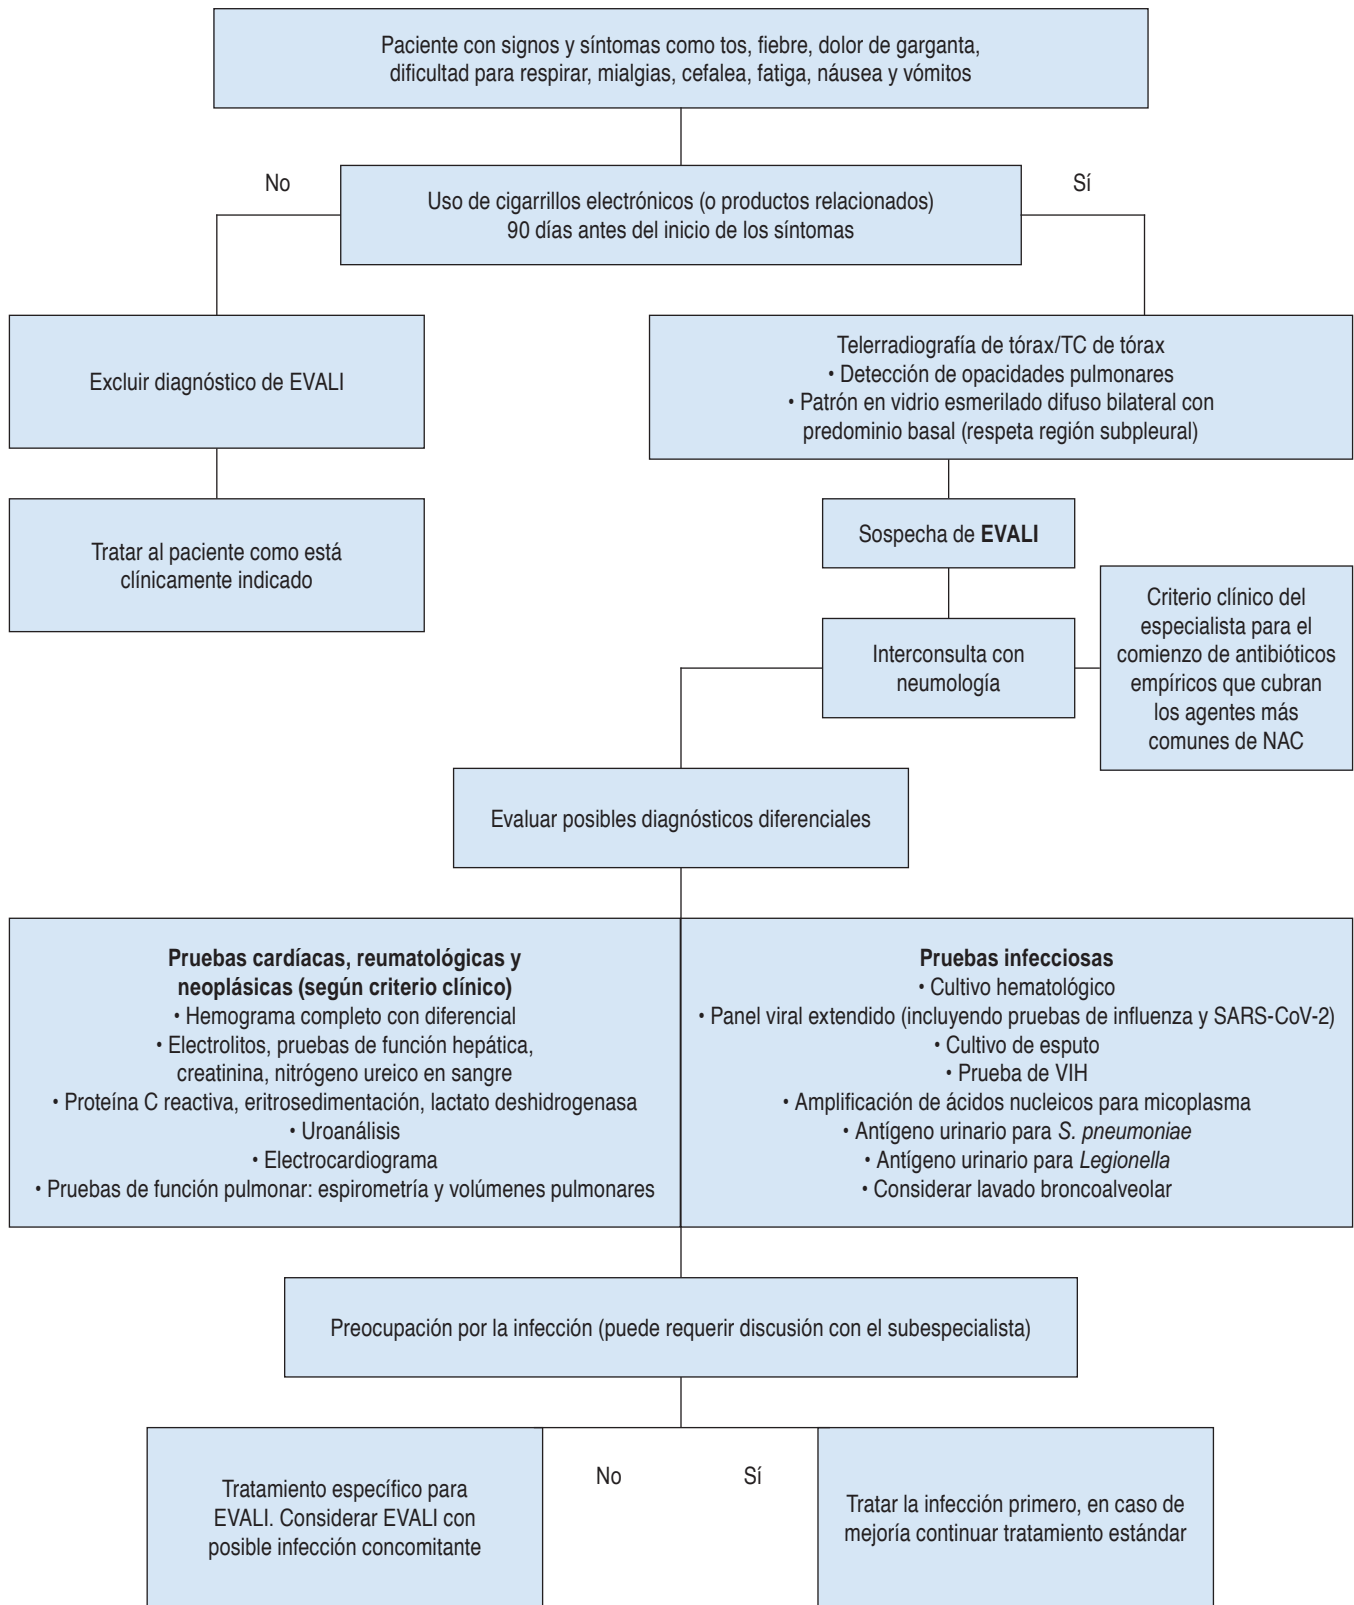 Paciente con signos y síntomas como tos, fiebre, dolor de garganta,
dificultad para respirar, mialgias, cefalea, fatiga, náusea y vómitos
No
Sí
Uso de cigarrillos electrónicos (o productos relacionados)
90 días antes del inicio de los síntomas
Excluir diagnóstico de EVALI
Tratar al paciente como está
clínicamente indicado
Telerradiografía de tórax/TC de tórax
• Detección de opacidades pulmonares
• Patrón en vidrio esmerilado difuso bilateral con
predominio basal (respeta región subpleural)
Sospecha de EVALI
Interconsulta con
neumología
Criterio clínico del
especialista para el
comienzo de antibióticos
empíricos que cubran
los agentes más
comunes de NAC
Evaluar posibles diagnósticos diferenciales
Pruebas cardíacas, reumatológicas y
neoplásicas (según criterio clínico)
• Hemograma completo con diferencial
• Electrolitos, pruebas de función hepática,
creatinina, nitrógeno ureico en sangre
• Proteína C reactiva, eritrosedimentación, lactato deshidrogenasa
• Uroanálisis
• Electrocardiograma
• Pruebas de función pulmonar: espirometría y volúmenes pulmonares
Pruebas infecciosas
• Cultivo hematológico
• Panel viral extendido (incluyendo pruebas de influenza y SARS-CoV-2)
• Cultivo de esputo
• Prueba de VIH
• Amplificación de ácidos nucleicos para micoplasma
• Antígeno urinario para S. pneumoniae
• Antígeno urinario para Legionella
• Considerar lavado broncoalveolar
Preocupación por la infección (puede requerir discusión con el subespecialista)
Tratamiento específico para
EVALI. Considerar EVALI con
posible infección concomitante
No
Sí
Tratar la infección primero, en caso de
mejoría continuar tratamiento estándar